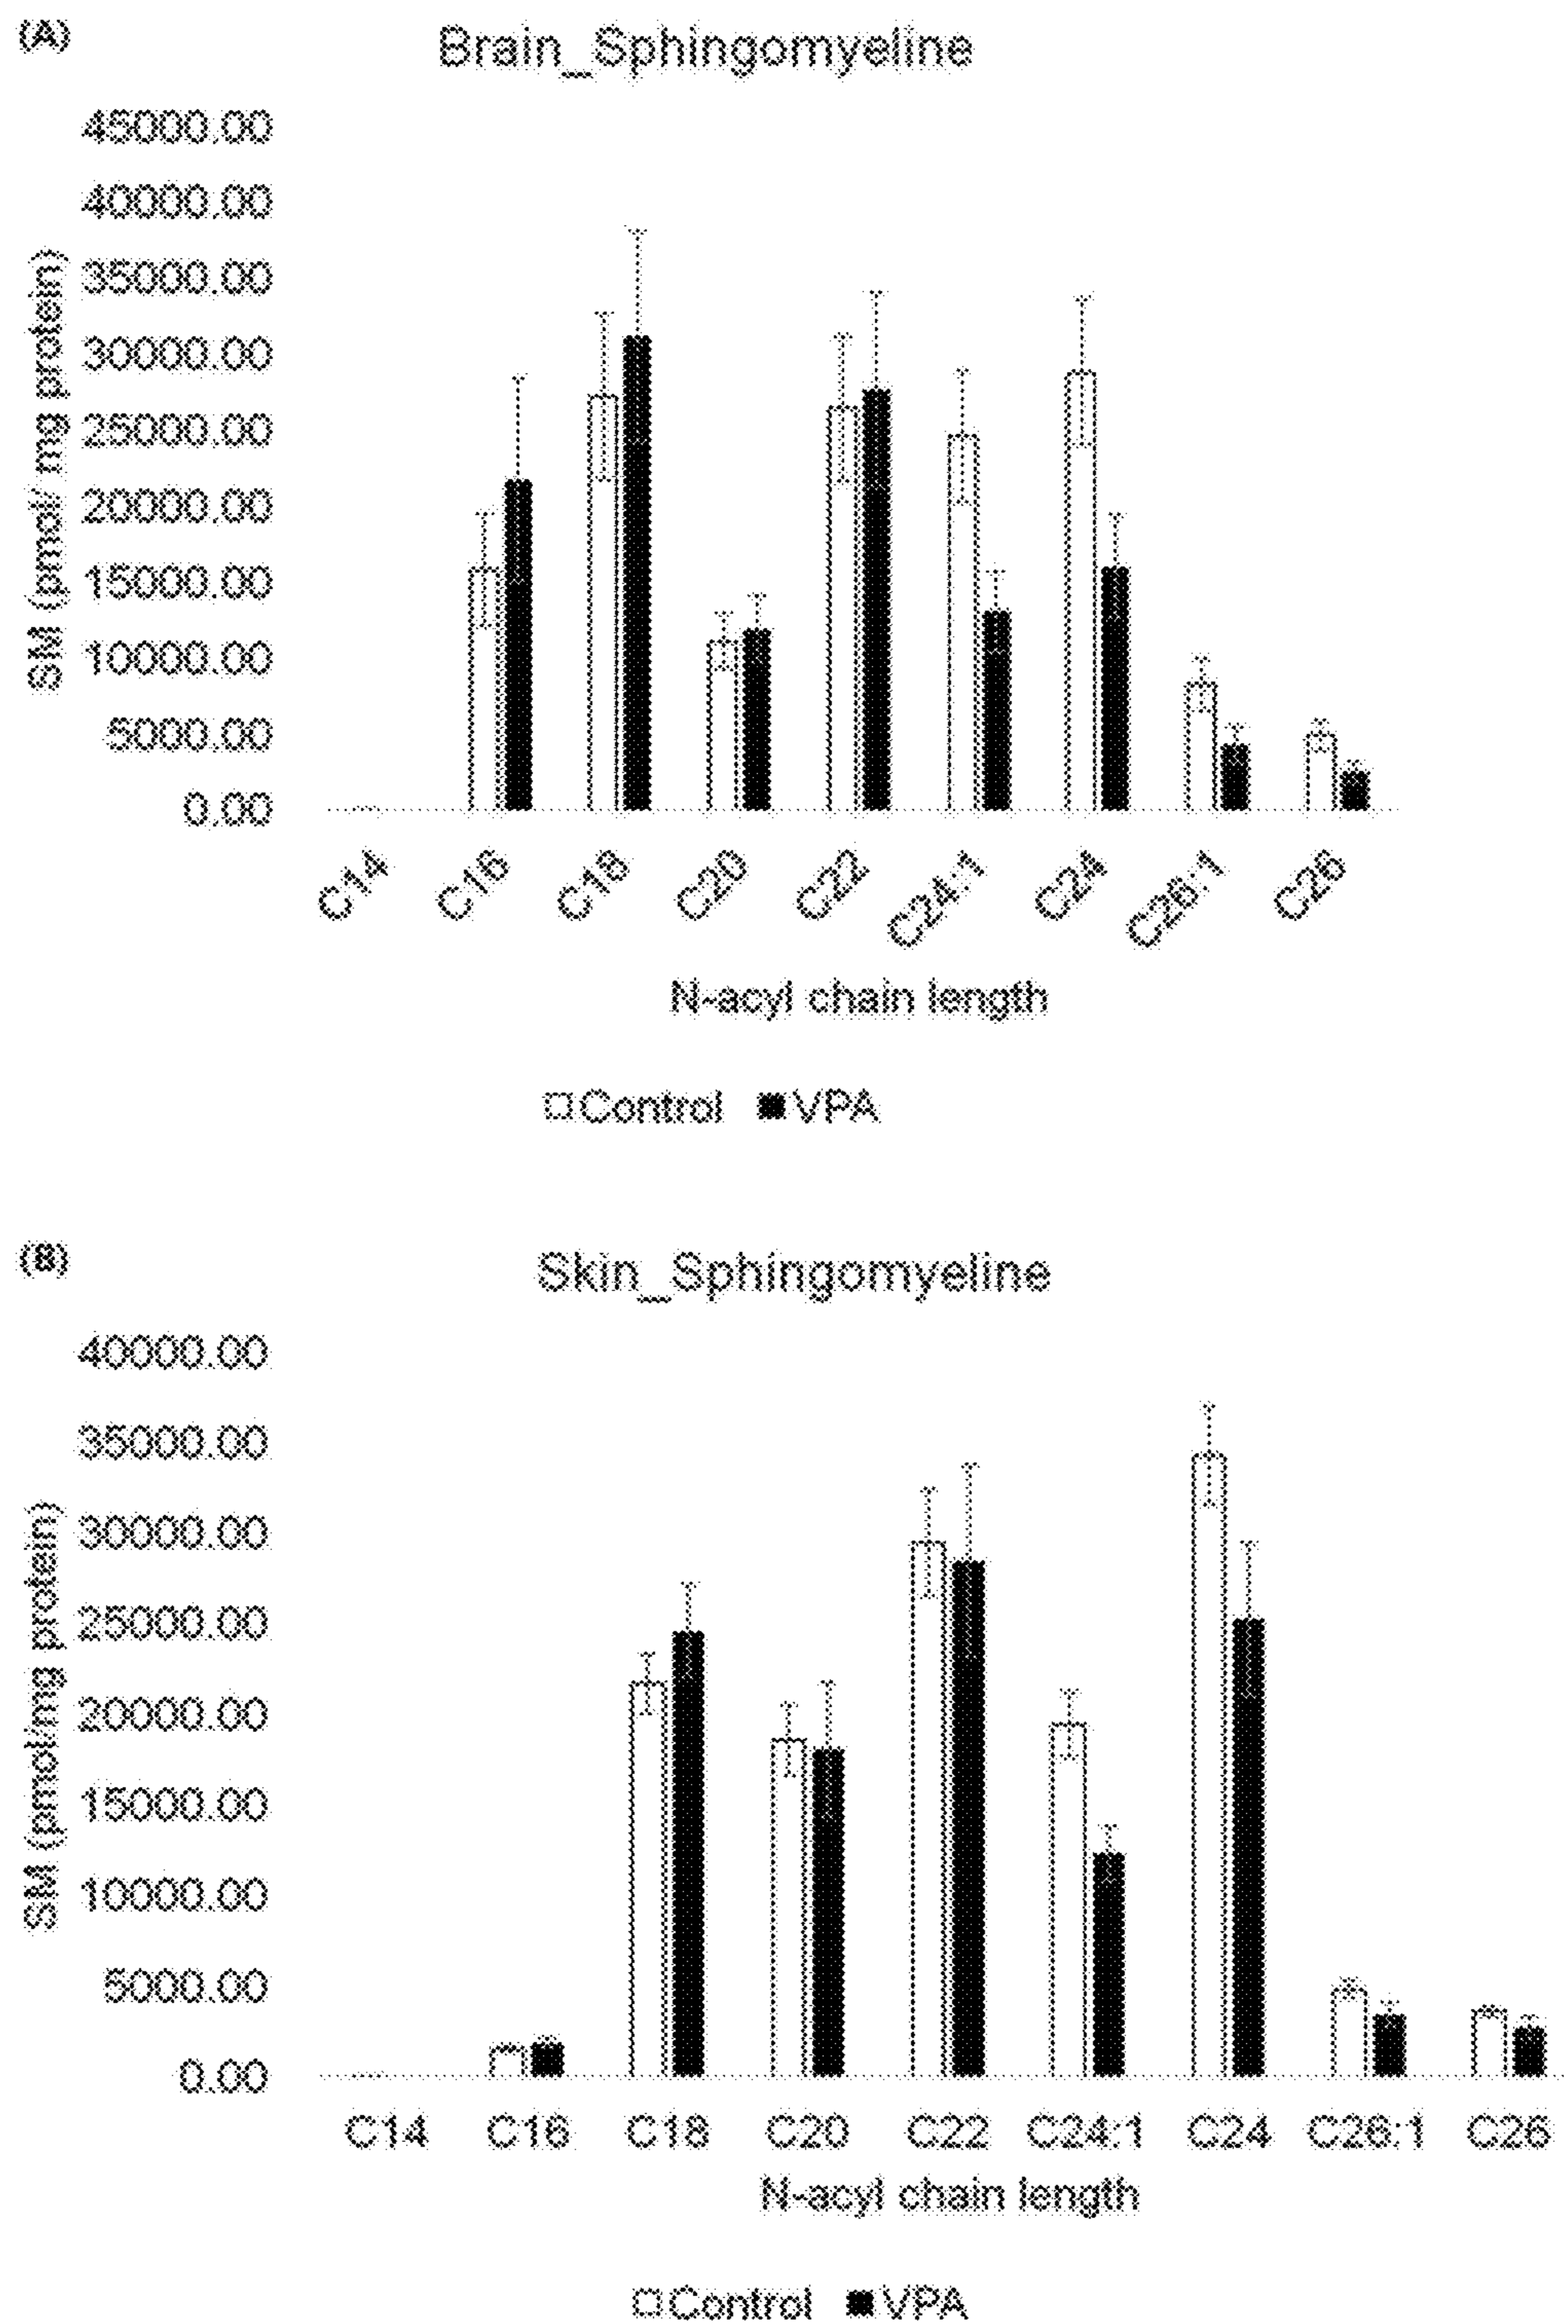 (A)
Brain_Sphingomyeline
45000.00
40000.00
35000.00
30000.00
25000.00
20000.00
15000.00
10000.00
5000.00
0.00
SM (pmol/ mg protein)
C14 C16 C18 C20 C22 C24:1 C24 C26:1 C26
N-acyl chain length
Control VPA
(B)
Skin_Sphingomyeline
40000.00
35000.00
30000.00
25000.00
20000.00
15000.00
10000.00
5000.00
0.00
SM (pmol/mg protein)
C14 C16 C18 C20 C22 C24:1 C24 C26:1 C26
N-acyl chain length
Control VPA